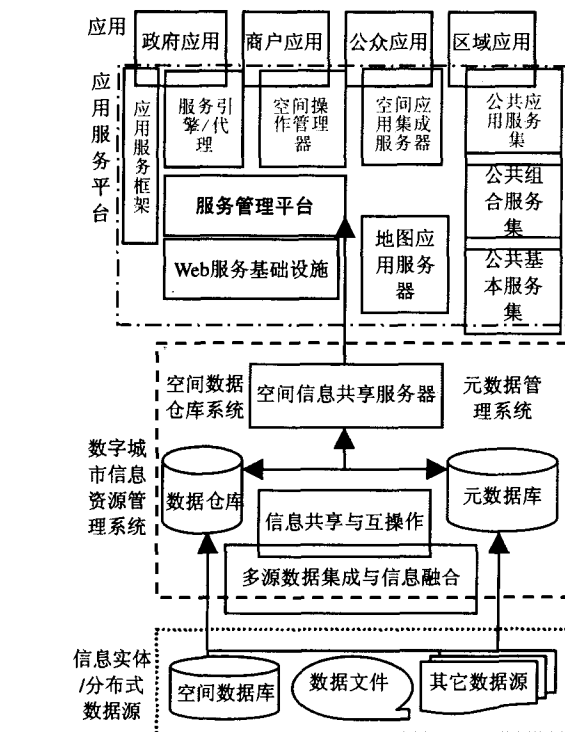 应用
政府应用
商户应用
公众应用
区域应用
应
用
服
务
平
台
应
用
服
务
框
架
服务引
擎/代
理
空间操
作管理
器
空间应
用集成
服务器
公共应
用服务
集
服务管理平台
公共组
合服务
集
Web服务基础设施
地图应
用服务
器
公共基
本服务
集
空间数据
仓库系统
空间信息共享服务器
元数据管
理系统
数字城
市信息
资源管
理系统
数据仓库
元数据库
信息共享与互操作
多源数据集成与信息融合
信息实体
/分布式
数据源
空间数据库
数据文件
其它数据源